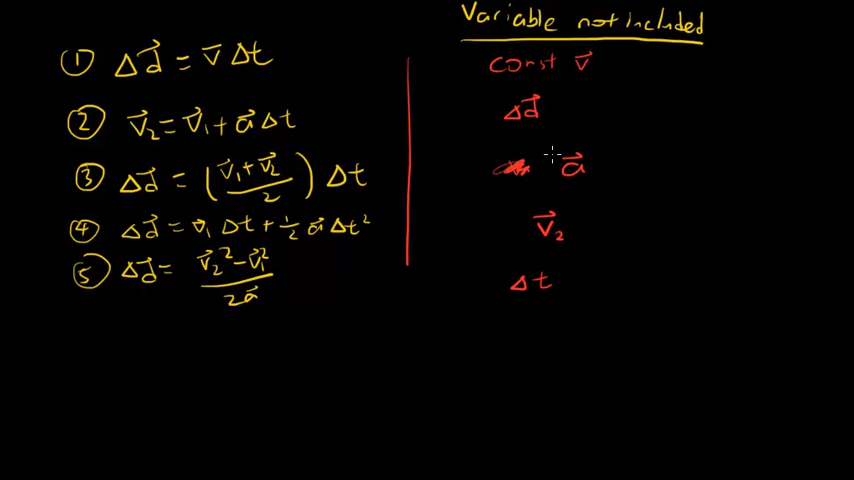 Variable not included
① Δd⃗ = v⃗ Δt
const v⃗
② v⃗₂ = v⃗₁ + a⃗ Δt
Δd⃗
③ Δd⃗ = ( (v⃗₁ + v⃗₂) / 2 ) Δt
a⃗
④ Δd⃗ = v⃗₁ Δt + ½ a⃗ Δt²
v⃗₂
⑤ Δd⃗ = (v⃗₂² − v⃗₁²) / 2a⃗
Δt